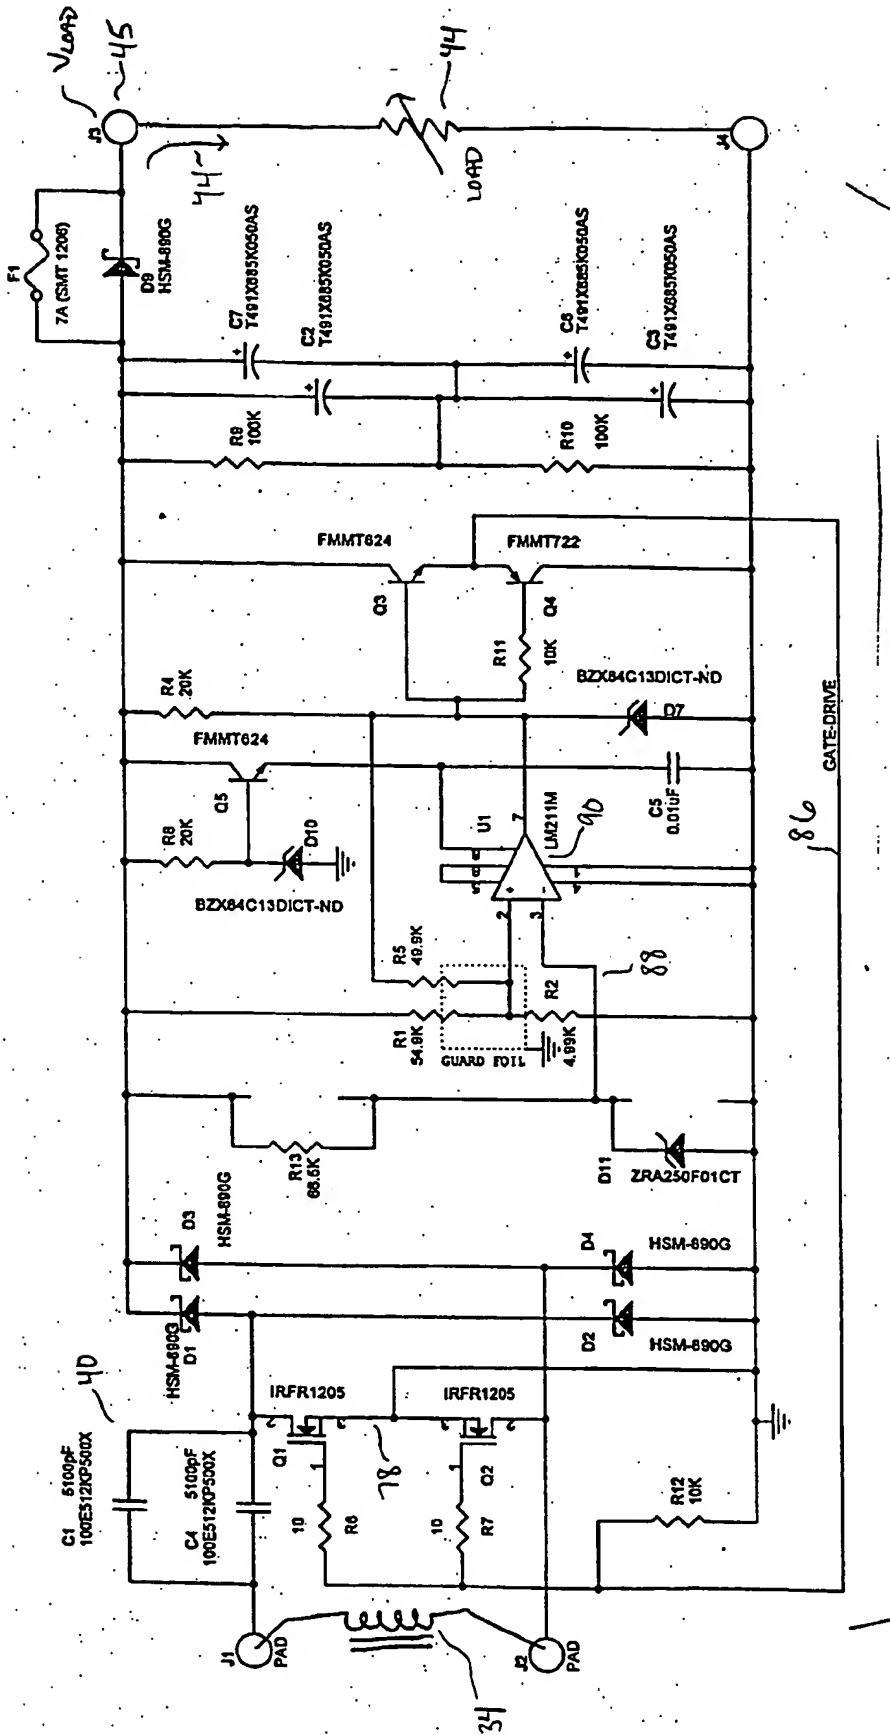 J1
PAD
34
J2
PAD
C1 5100pF
100E512KP500X
C4 5100pF
100E512KP500X
40
10
R6
1
Q1
IRFR1205
78
10
R7
1
Q2
IRFR1205
R12
10K
HSM-890G
D1
D3
HSM-890G
D2
HSM-890G
D4
HSM-890G
R13
66.5K
D11
ZRA250F01CT
R1
54.9K
R5
49.9K
GUARD FOIL
R2
4.99K
88
2
3
+
-
7
U1
LM211M
90
R8
20K
BZX84C13DICT-ND
D10
Q5
FMMT624
C5
0.01uF
R4
20K
D7
BZX84C13DICT-ND
R11
10K
Q3
FMMT624
Q4
FMMT722
GATE-DRIVE
86
R9
100K
R10
100K
C7
T491X685K050AS
C2
T491X685K050AS
C6
T491X685K050AS
C3
T491X685K050AS
F1
7A (SMT 1206)
D9
HSM-890G
44
J3
VLOAD
45
LOAD
44
J4